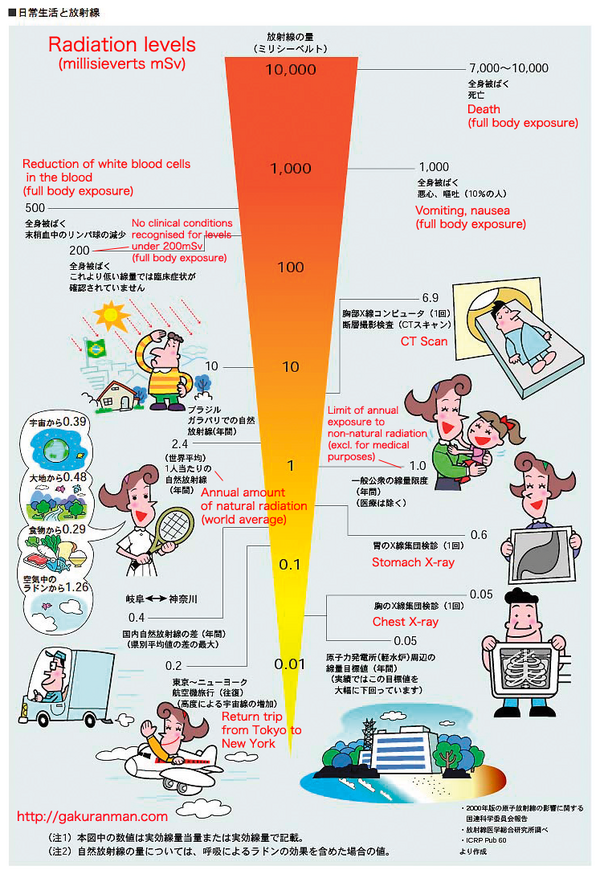 ■日常生活と放射線
Radiation levels
(millisieverts mSv)
放射線の量
(ミリシーベルト)
10,000
7,000〜10,000
全身被ばく
死亡
Death
(full body exposure)
Reduction of white blood cells
in the blood
(full body exposure)
1,000
1,000
全身被ばく
悪心、嘔吐(10%の人)
Vomiting, nausea
(full body exposure)
500
全身被ばく
末梢血中のリンパ球の減少
No clinical conditions
recognised for levels
under 200mSv
(full body exposure)
200
全身被ばく
これより低い線量では臨床症状が
確認されていません
100
6.9
胸部X線コンピュータ(1回)
断層撮影検査(CTスキャン)
CT Scan
10
10
ブラジル
ガラパリでの自然
放射線(年間)
Limit of annual
exposure to
non-natural radiation
(excl. for medical
purposes)
宇宙から0.39
2.4
(世界平均)
1人当たりの
自然放射線
(年間)
1
1.0
一般公衆の線量限度
(年間)
(医療は除く)
大地から0.48
Annual amount
of natural radiation
(world average)
食物から0.29
0.6
胃のX線集団検診(1回)
Stomach X-ray
0.1
空気中の
ラドンから1.26
岐阜⟷神奈川
0.4
国内自然放射線の差(年間)
(県別平均値の差の最大)
0.05
胸のX線集団検診(1回)
Chest X-ray
0.05
原子力発電所(軽水炉)周辺の
線量目標値(年間)
(実績ではこの目標値を
大幅に下回っています)
0.01
0.2
東京〜ニューヨーク
航空機旅行(往復)
(高度による宇宙線の増加)
Return trip
from Tokyo to
New York
http://gakuranman.com
(注1)本図中の数値は実効線量当量または実効線量で記載。
(注2)自然放射線の量については、呼吸によるラドンの効果を含めた場合の値。
・2000年版の原子放射線の影響に関する
国連科学委員会報告
・放射線医学総合研究所調べ
・ICRP Pub 60
より作成